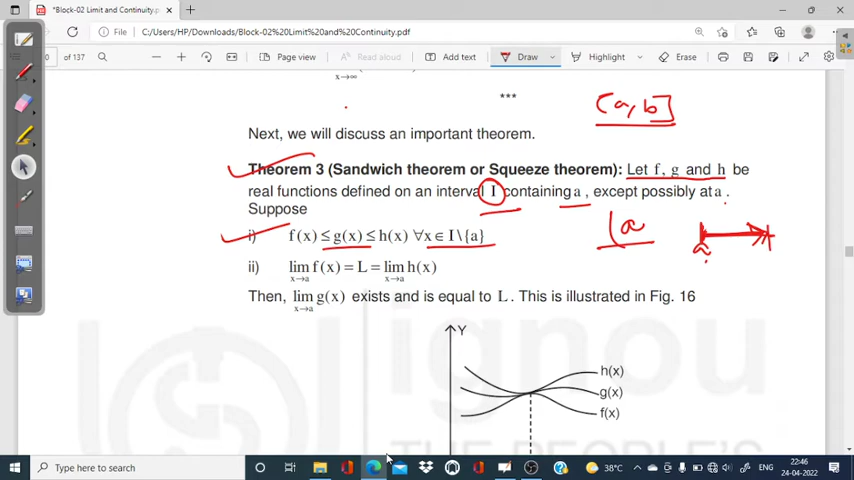 *Block-02 Limit and Continuity.p
File
C:/Users/HP/Downloads/Block-02%20Limit%20and%20Continuity.pdf
0 of 137
Page view
Read aloud
Add text
Draw
Highlight
Erase
x→∞
***
(a, b]
Next, we will discuss an important theorem.
Theorem 3 (Sandwich theorem or Squeeze theorem): Let f, g and h be
real functions defined on an interval I containing a , except possibly at a .
Suppose
i) f(x) ≤ g(x) ≤ h(x) ∀x ∈ I\{a}
a
ii) lim x→a f(x) = L = lim x→a h(x)
Then, lim x→a g(x) exists and is equal to L . This is illustrated in Fig. 16
Y
h(x)
g(x)
f(x)
ignou
THE PEOPLE'S
Type here to search
38°C
ENG
22:46
24-04-2022